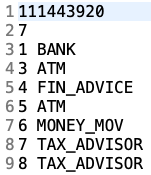 1 111443920
2 7
3 1 BANK
4 3 ATM
5 4 FIN_ADVICE
6 5 ATM
7 6 MONEY_MOV
8 7 TAX_ADVISOR
9 8 TAX_ADVISOR